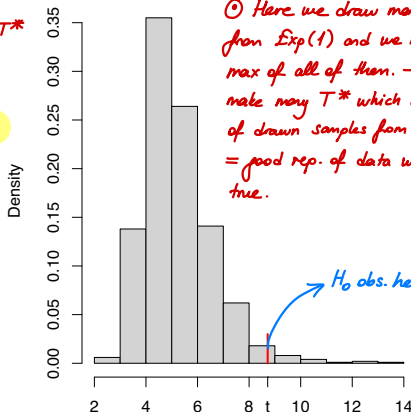 T*
⊙ Here we draw
from Exp(1) and we
max of all of them. –
make many T* which
of drawn samples from
= good rep. of data
true.
H₀ obs.
Density
0.35
0.30
0.25
0.20
0.15
0.10
0.05
0.00
2 4 6 8 t 10 12 14